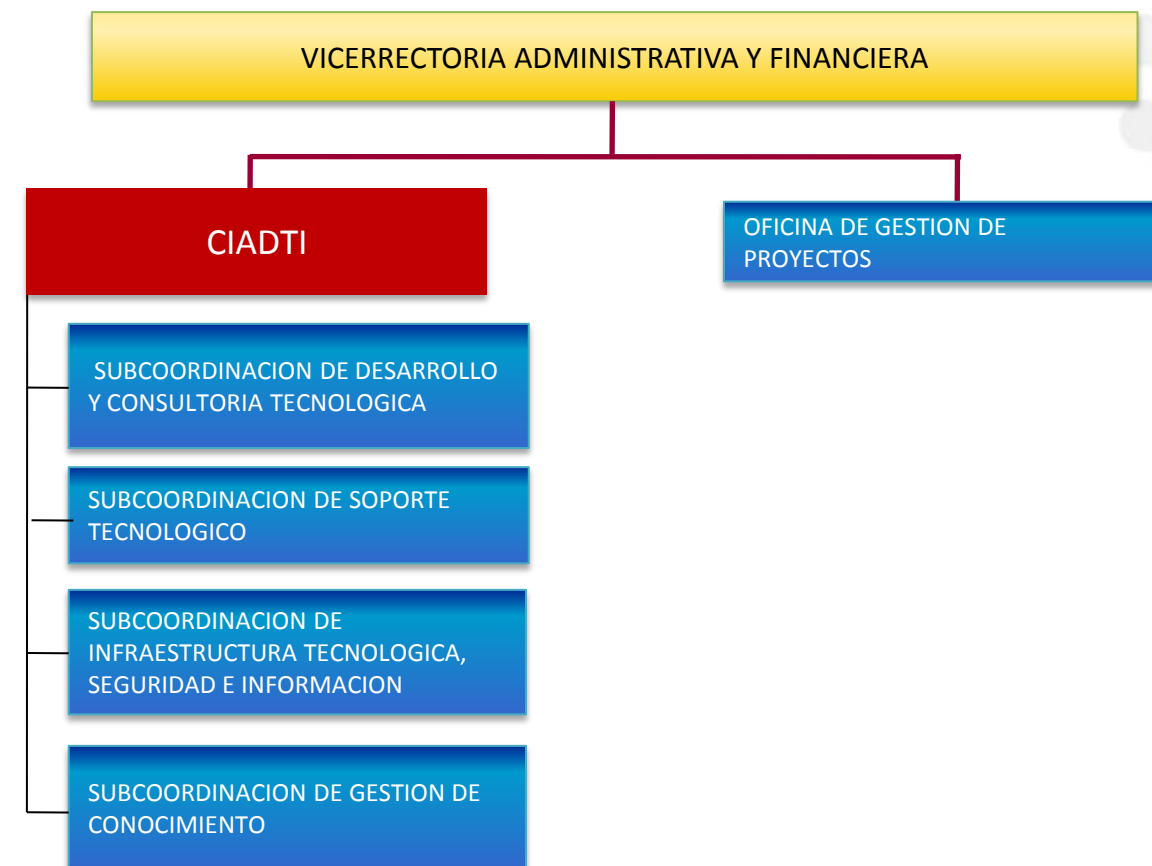 VICERRECTORIA ADMINISTRATIVA Y FINANCIERA
CIADTI
OFICINA DE GESTION DE
PROYECTOS
SUBCOORDINACION DE DESARROLLO
Y CONSULTORIA TECNOLOGICA
SUBCOORDINACION DE SOPORTE
TECNOLOGICO
SUBCOORDINACION DE
INFRAESTRUCTURA TECNOLOGICA,
SEGURIDAD E INFORMACION
SUBCOORDINACION DE GESTION DE
CONOCIMIENTO